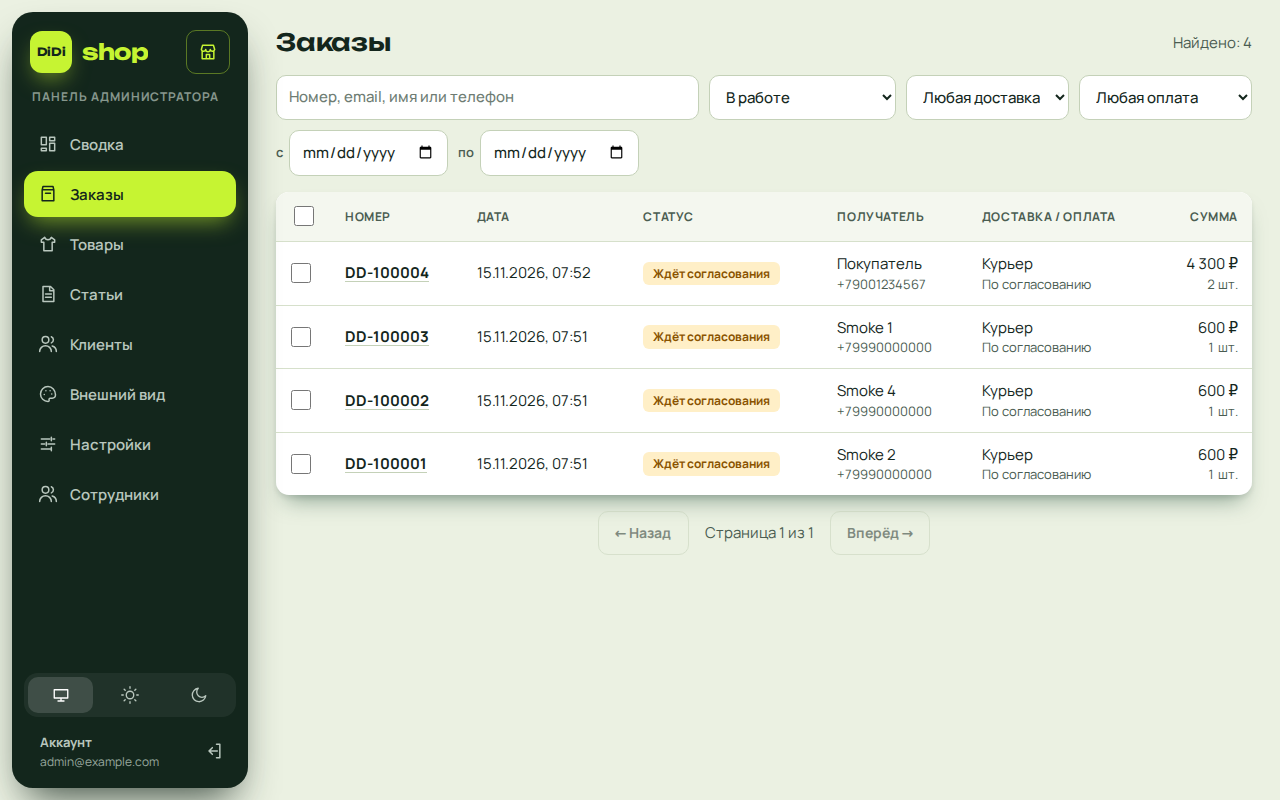 DiDi shop
ПАНЕЛЬ АДМИНИСТРАТОРА
Сводка
Заказы
Товары
Статьи
Клиенты
Внешний вид
Настройки
Сотрудники
Аккаунт
admin@example.com
Заказы
Найдено: 4
Номер, email, имя или телефон
В работе
Любая доставка
Любая оплата
с mm/dd/yyyy по mm/dd/yyyy
НОМЕР ДАТА СТАТУС ПОЛУЧАТЕЛЬ ДОСТАВКА / ОПЛАТА СУММА
DD-100004 15.11.2026, 07:52 Ждёт согласования Покупатель Курьер 4 300 ₽
+79001234567 По согласованию 2 шт.
DD-100003 15.11.2026, 07:51 Ждёт согласования Smoke 1 Курьер 600 ₽
+79990000000 По согласованию 1 шт.
DD-100002 15.11.2026, 07:51 Ждёт согласования Smoke 4 Курьер 600 ₽
+79990000000 По согласованию 1 шт.
DD-100001 15.11.2026, 07:51 Ждёт согласования Smoke 2 Курьер 600 ₽
+79990000000 По согласованию 1 шт.
← Назад Страница 1 из 1 Вперёд →